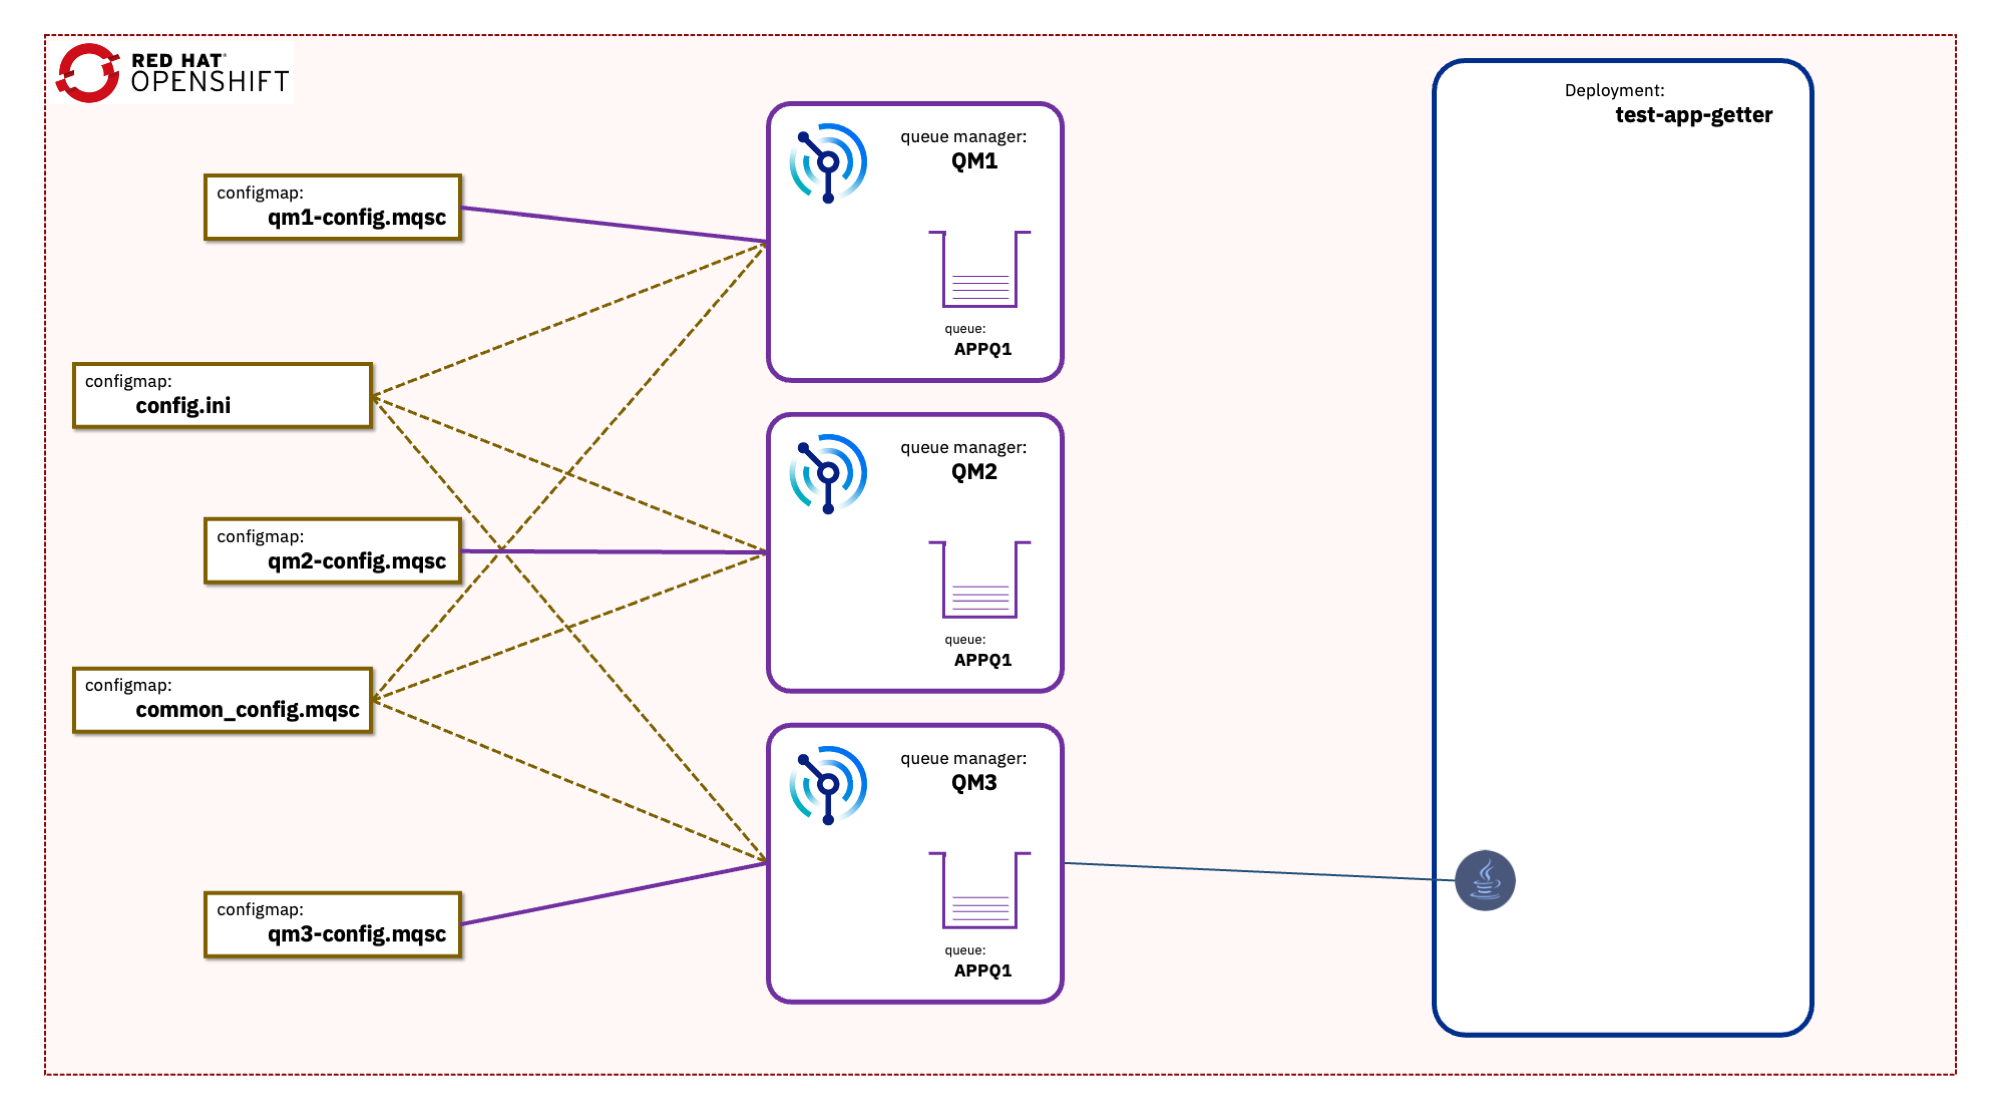 RED HAT®
OPENSHIFT
Deployment:
test-app-getter
queue manager:
QM1
configmap:
qm1-config.mqsc
queue:
APPQ1
configmap:
config.ini
queue manager:
QM2
configmap:
qm2-config.mqsc
queue:
APPQ1
configmap:
common_config.mqsc
queue manager:
QM3
configmap:
qm3-config.mqsc
queue:
APPQ1